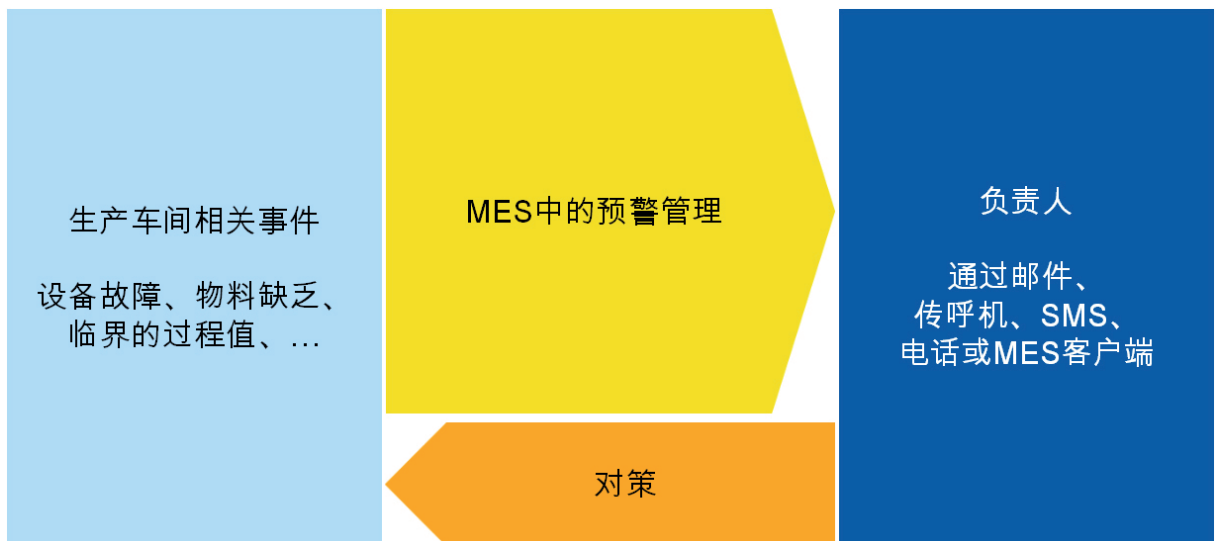 生产车间相关事件
设备故障、物料缺乏、
临界的过程值、…
MES中的预警管理
负责人
通过邮件、
传呼机、SMS、
电话或MES客户端
对策